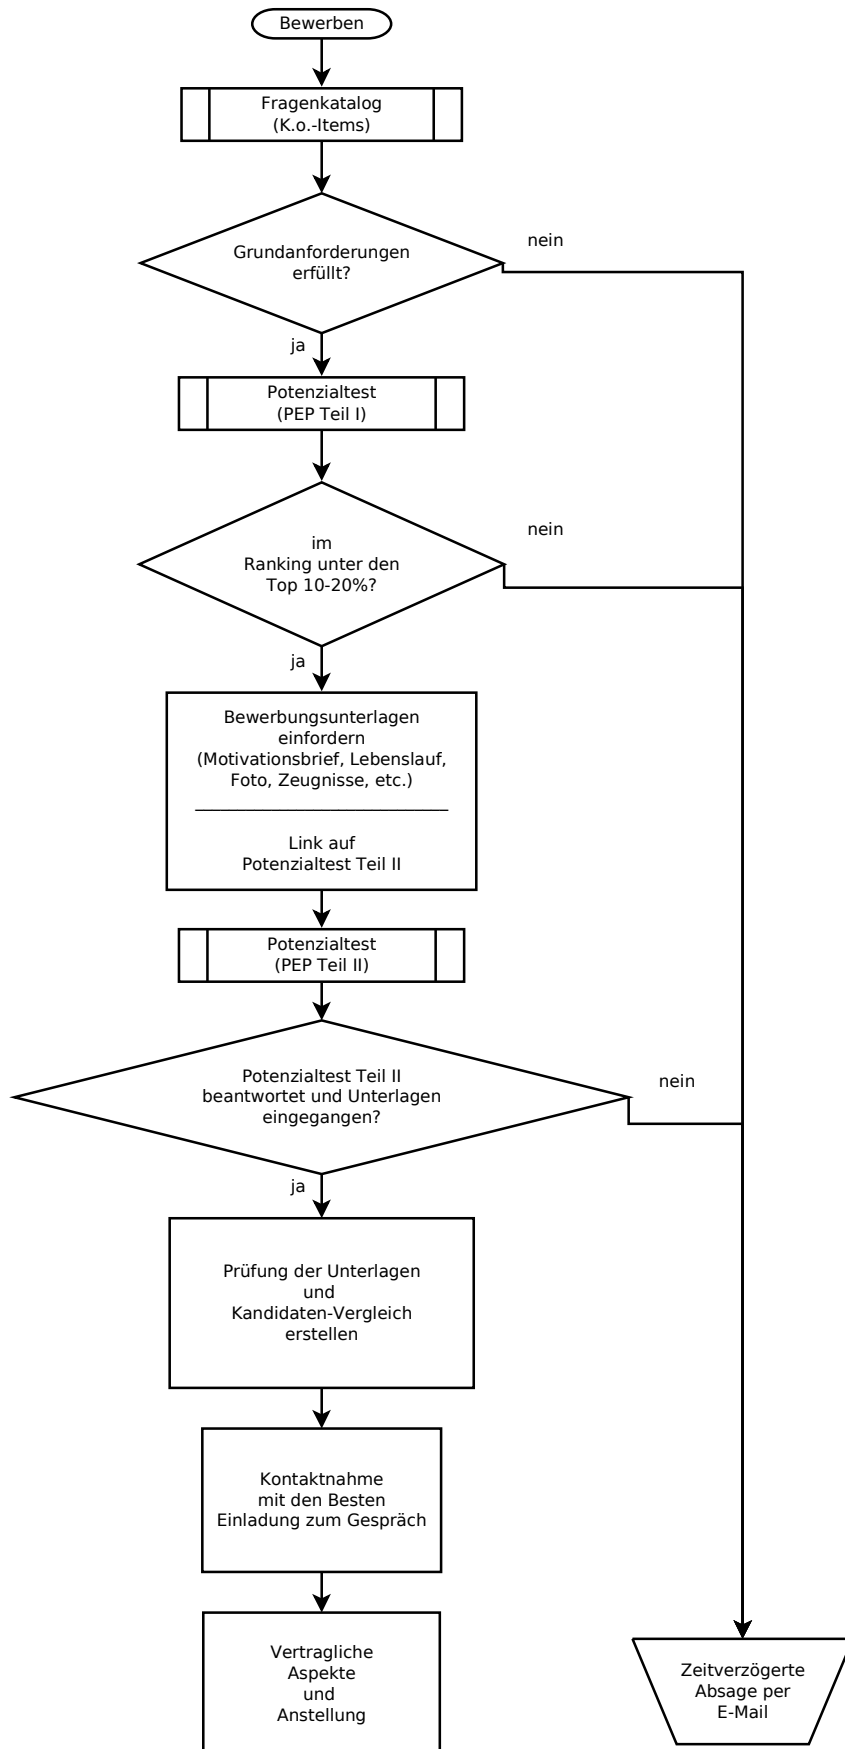 Bewerben
Fragenkatalog
(K.o.-Items)
Grundanforderungen
erfüllt?
nein
ja
Potenzialtest
(PEP Teil I)
im
Ranking unter den
Top 10-20%?
nein
ja
Bewerbungsunterlagen
einfordern
(Motivationsbrief, Lebenslauf,
Foto, Zeugnisse, etc.)
Link auf
Potenzialtest Teil II
Potenzialtest
(PEP Teil II)
Potenzialtest Teil II
beantwortet und Unterlagen
eingegangen?
nein
ja
Prüfung der Unterlagen
und
Kandidaten-Vergleich
erstellen
Kontaktnahme
mit den Besten
Einladung zum Gespräch
Vertragliche
Aspekte
und
Anstellung
Zeitverzögerte
Absage per
E-Mail